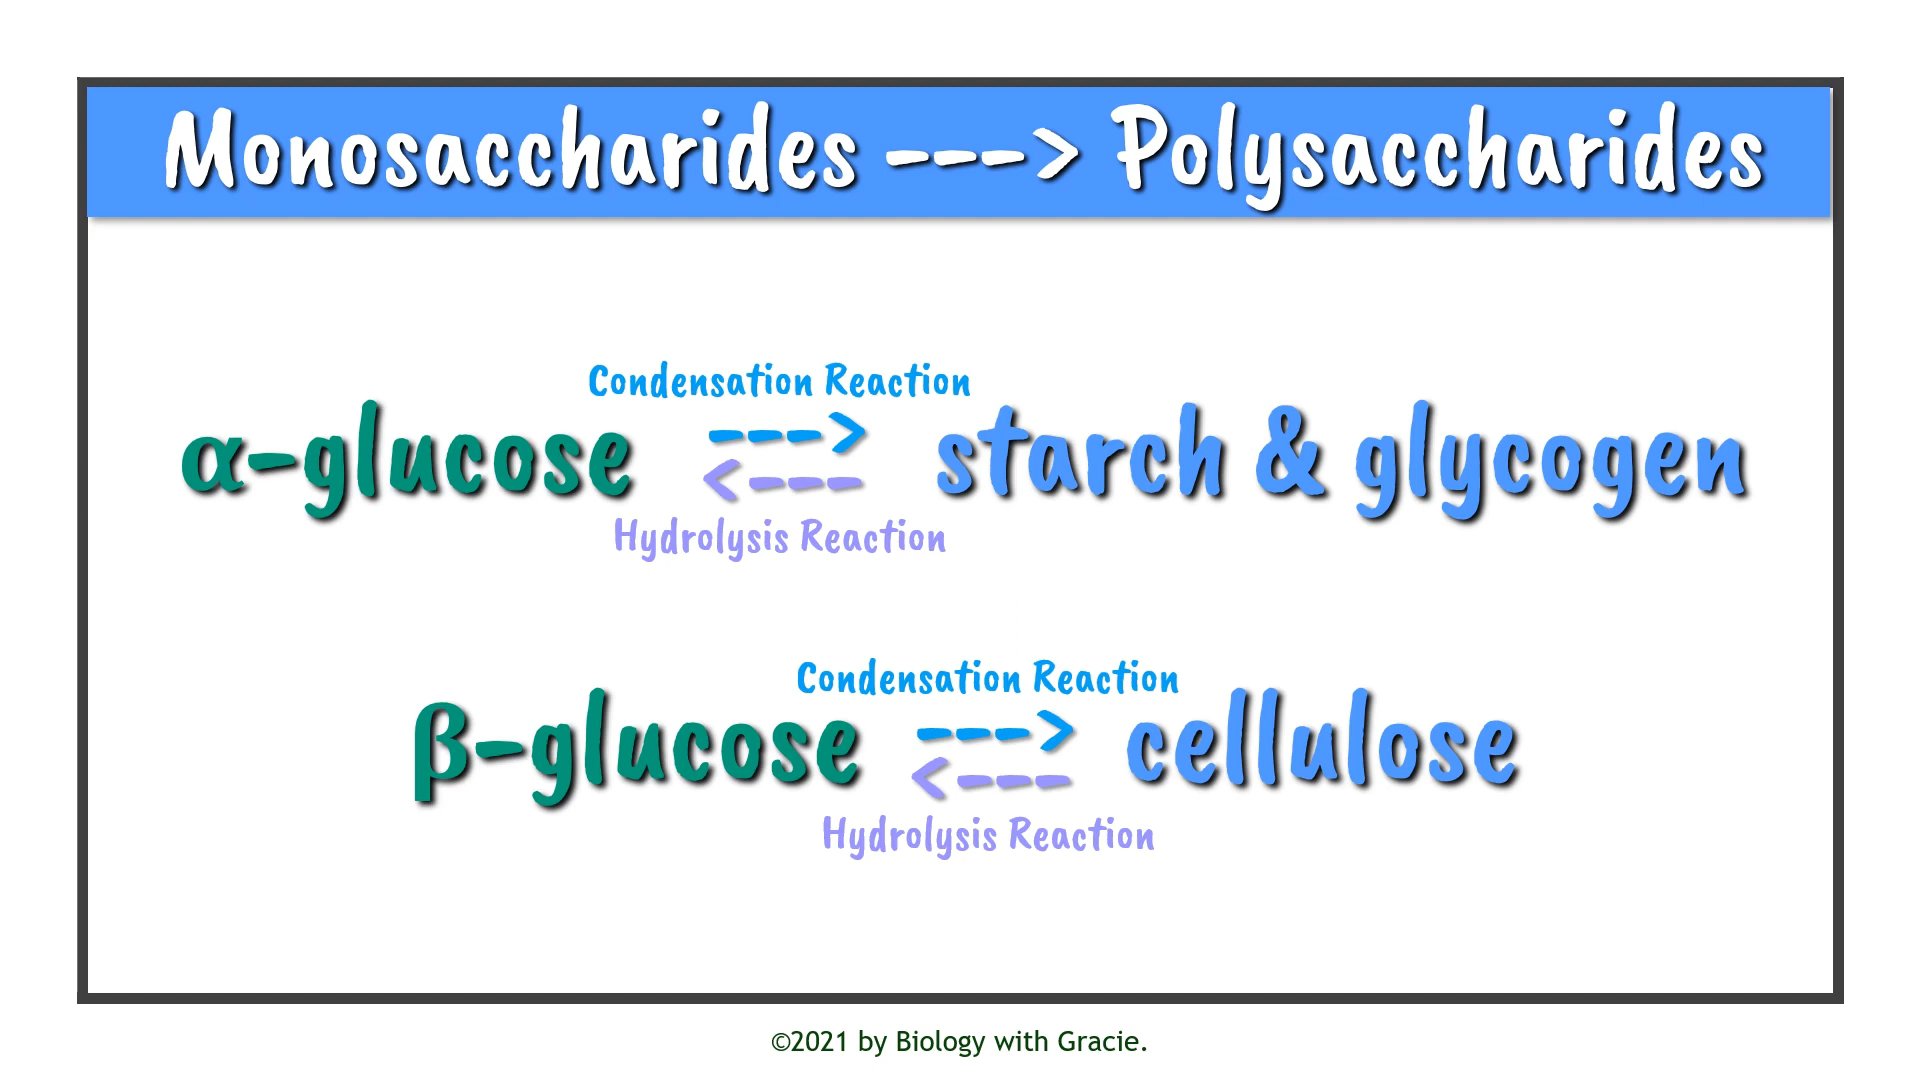 Monosaccharides ---> Polysaccharides
Condensation Reaction
α-glucose ---> starch & glycogen
<---
Hydrolysis Reaction
Condensation Reaction
β-glucose ---> cellulose
<---
Hydrolysis Reaction
©2021 by Biology with Gracie.